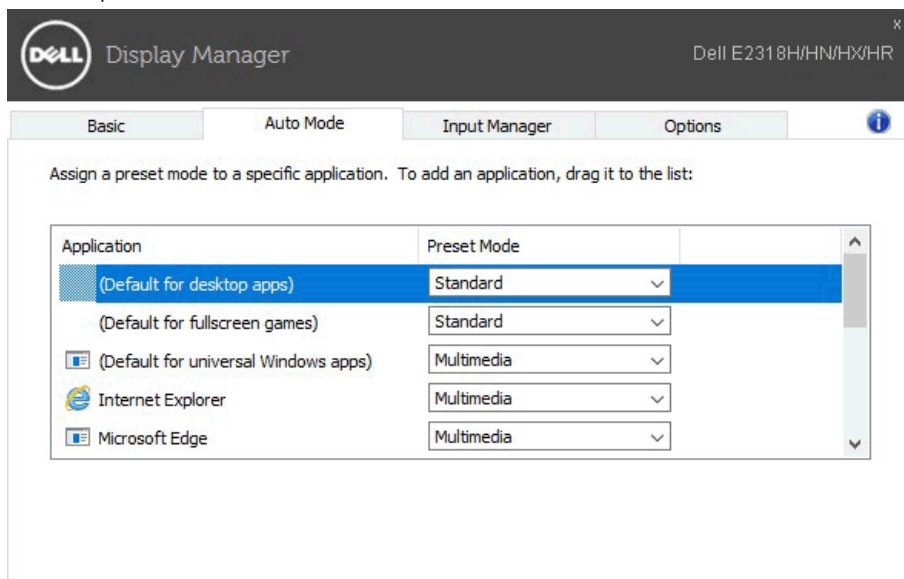 x
DELL Display Manager Dell E2318H/HN/HX/HR
Basic Auto Mode Input Manager Options i
Assign a preset mode to a specific application. To add an application, drag it to the list:
Application Preset Mode
(Default for desktop apps) Standard
(Default for fullscreen games) Standard
(Default for universal Windows apps) Multimedia
Internet Explorer Multimedia
Microsoft Edge Multimedia